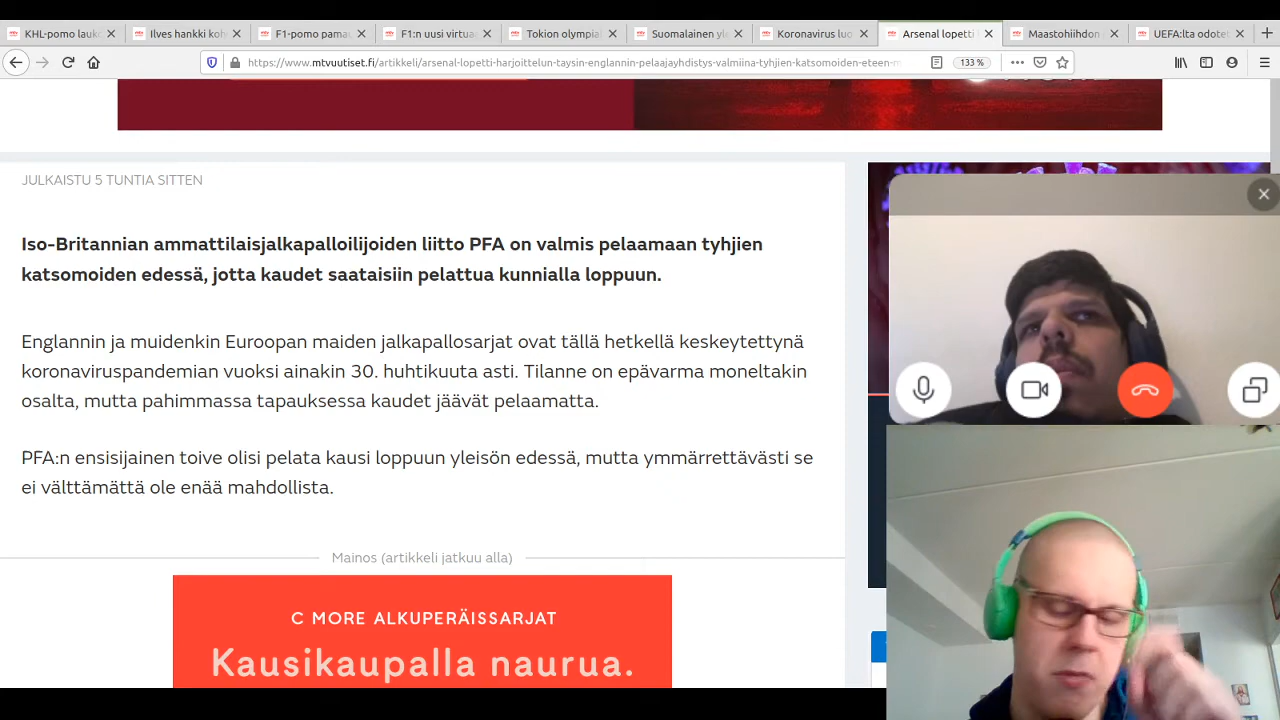 KHL-pomo lauko
Ilves hankki kohe
F1-pomo pamau
F1:n uusi virtua
Tokion olympial
Suomalainen yle
Koronavirus luo
Arsenal lopetti
Maastohiihdon
UEFA:lta odote
https://www.mtvuutiset.fi/artikkeli/arsenal-lopetti-harjoittelun-taysin-englannin-pelaajayhdistys-valmiina-tyhjien-katsomoiden-eteen-m
133 %
JULKAISTU 5 TUNTIA SITTEN
Iso-Britannian ammattilaisjalkapalloilijoiden liitto PFA on valmis pelaamaan tyhjien
katsomoiden edessä, jotta kaudet saataisiin pelattua kunnialla loppuun.
Englannin ja muidenkin Euroopan maiden jalkapallosarjat ovat tällä hetkellä keskeytettynä
koronaviruspandemian vuoksi ainakin 30. huhtikuuta asti. Tilanne on epävarma moneltakin
osalta, mutta pahimmassa tapauksessa kaudet jäävät pelaamatta.
PFA:n ensisijainen toive olisi pelata kausi loppuun yleisön edessä, mutta ymmärrettävästi se
ei välttämättä ole enää mahdollista.
Mainos (artikkeli jatkuu alla)
C MORE ALKUPERÄISSARJAT
Kausikaupalla naurua.